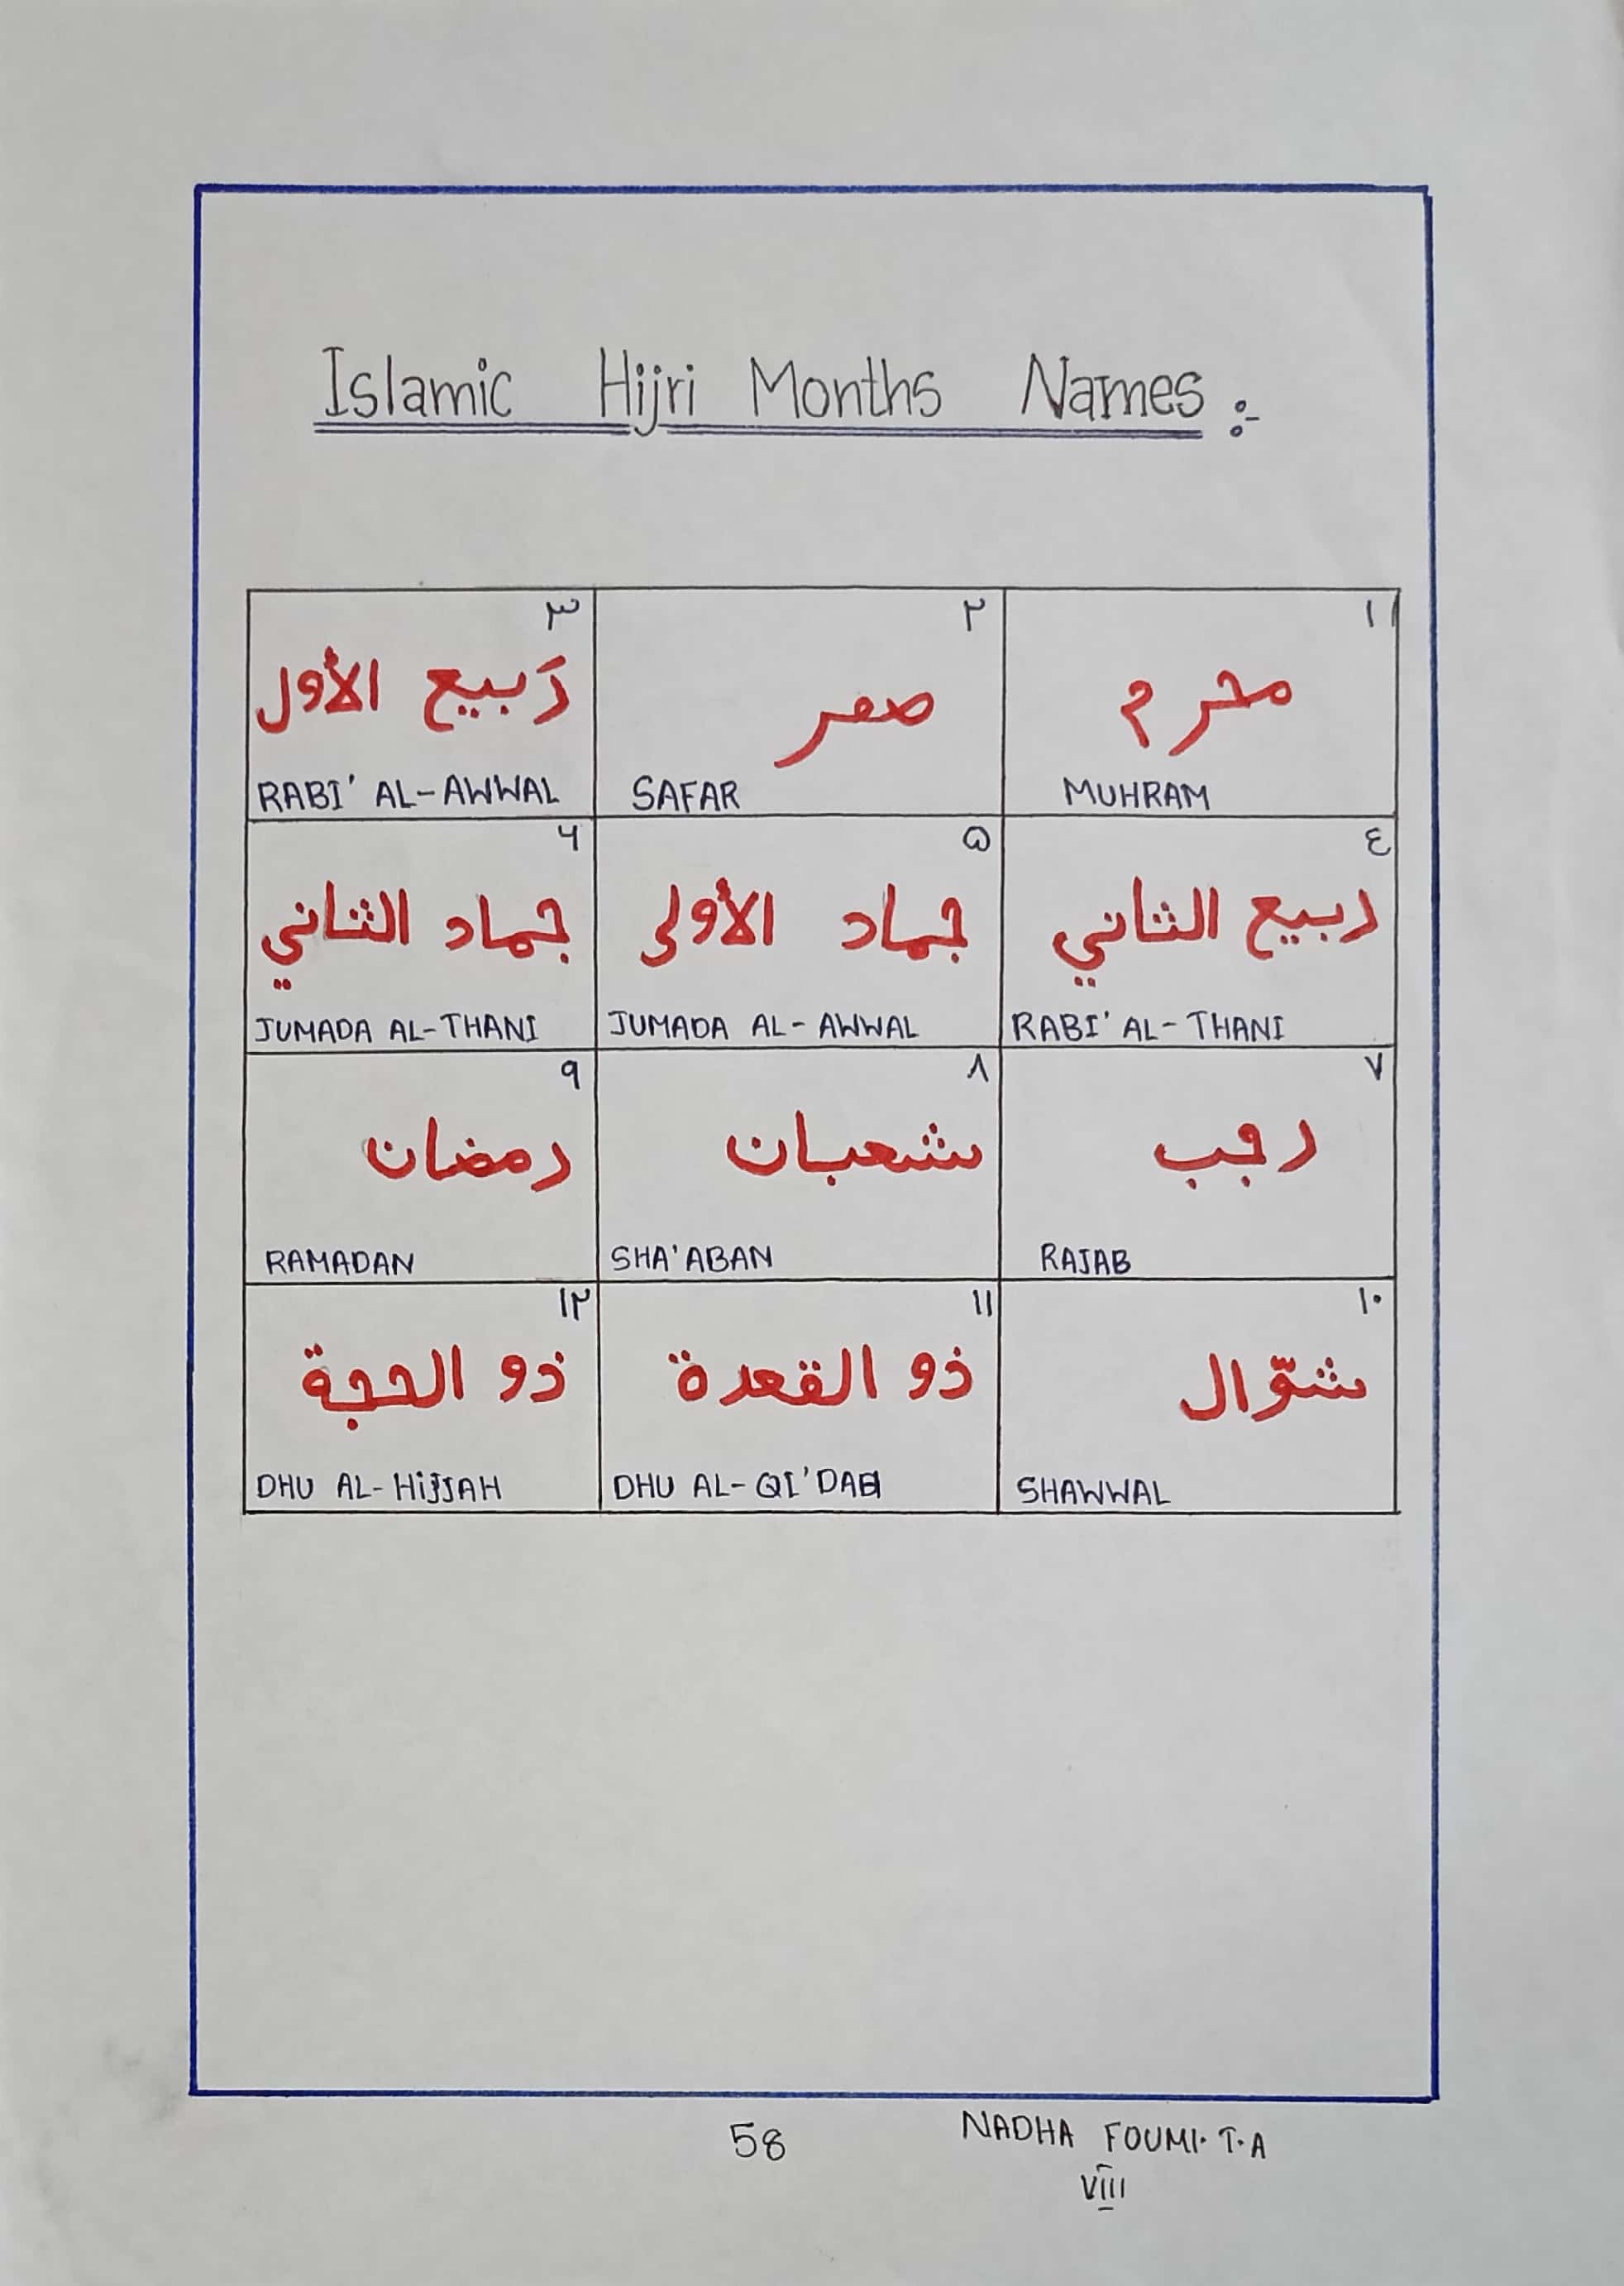 Islamic Hijri Months Names :-
١
محرم
MUHRAM
٢
صفر
SAFAR
٣
رَبيع الأول
RABI' AL-AWWAL
٤
ربيع الثاني
RABI' AL-THANI
۵
جماد الأولى
JUMADA AL-AWWAL
۶
جماد الثاني
JUMADA AL-THANI
٧
رجب
RAJAB
٨
شعبان
SHA'ABAN
٩
رمضان
RAMADAN
١٠
شوّال
SHAWWAL
١١
ذو القعدة
DHU AL-QI'DAH
١٢
ذو الحجة
DHU AL-HiJJAH
58
NADHA FOUMI.T.A
VIII